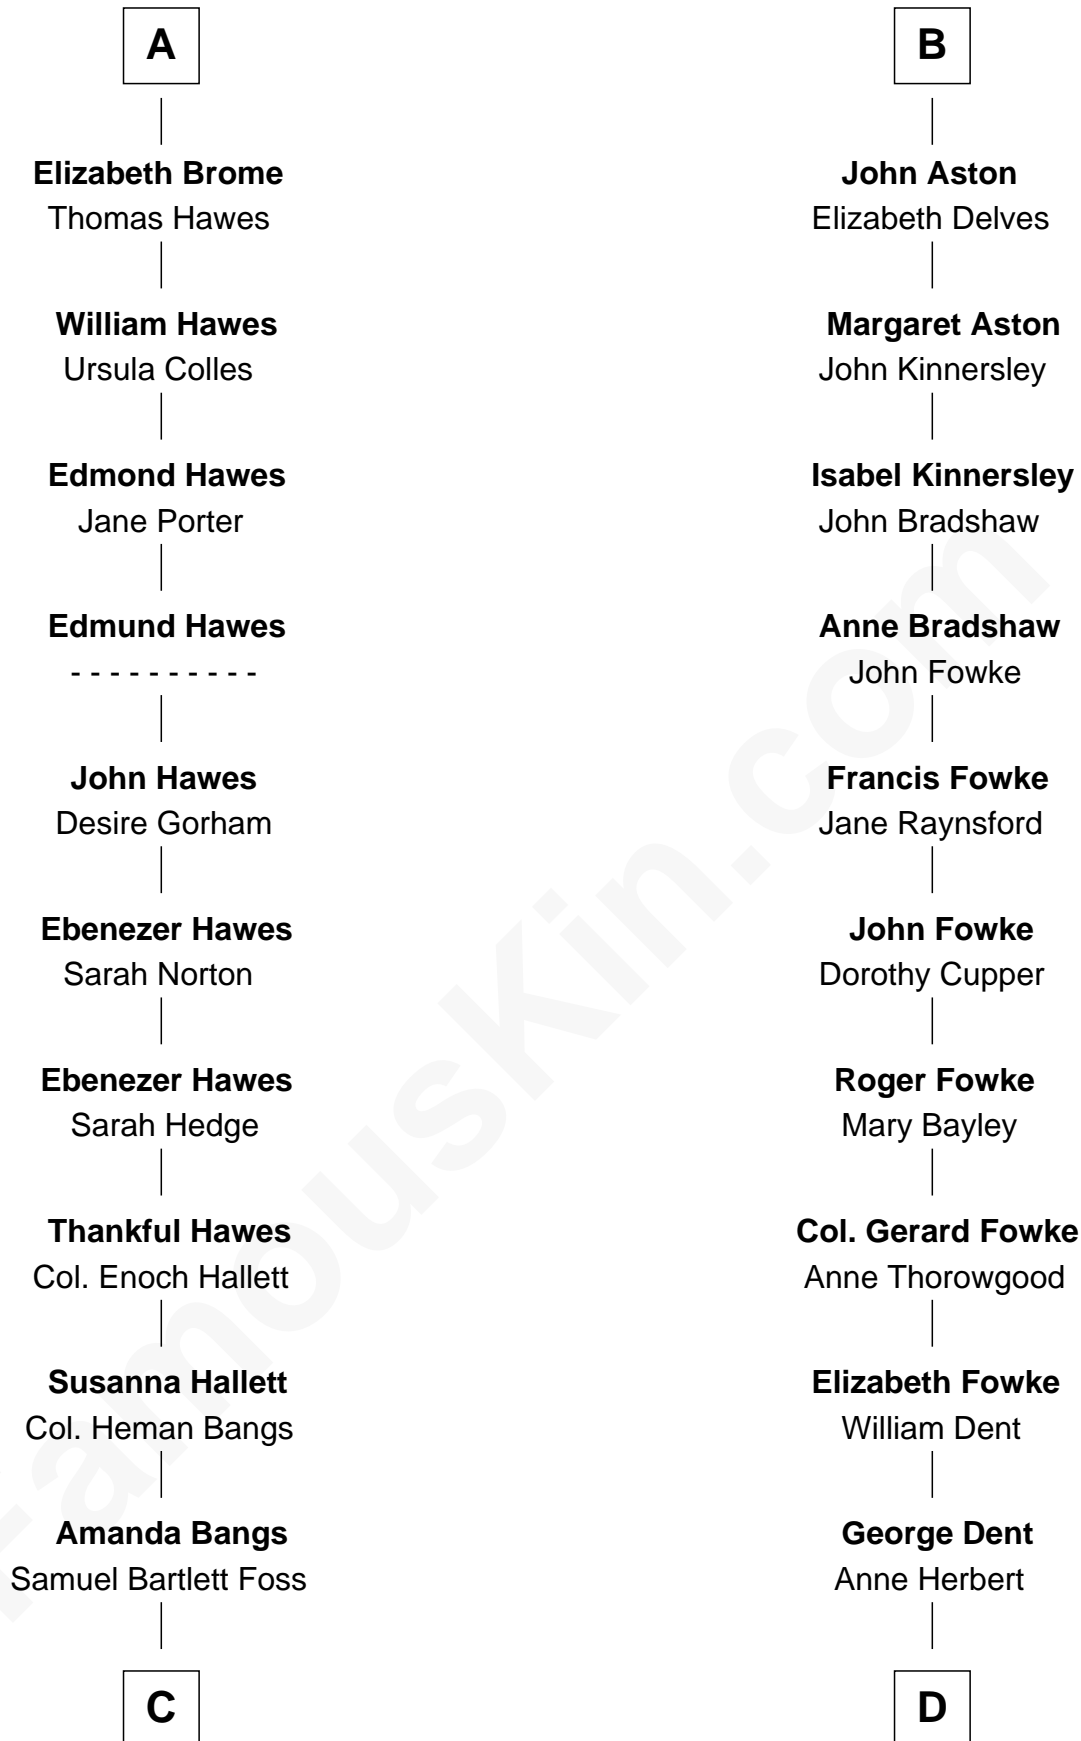 A
Elizabeth Brome
Thomas Hawes
William Hawes
Ursula Colles
Edmond Hawes
Jane Porter
Edmund Hawes
- - - - - - - - - -
John Hawes
Desire Gorham
Ebenezer Hawes
Sarah Norton
Ebenezer Hawes
Sarah Hedge
Thankful Hawes
Col. Enoch Hallett
Susanna Hallett
Col. Heman Bangs
Amanda Bangs
Samuel Bartlett Foss
C
B
John Aston
Elizabeth Delves
Margaret Aston
John Kinnersley
Isabel Kinnersley
John Bradshaw
Anne Bradshaw
John Fowke
Francis Fowke
Jane Raynsford
John Fowke
Dorothy Cupper
Roger Fowke
Mary Bayley
Col. Gerard Fowke
Anne Thorowgood
Elizabeth Fowke
William Dent
George Dent
Anne Herbert
D
FamousKin.com